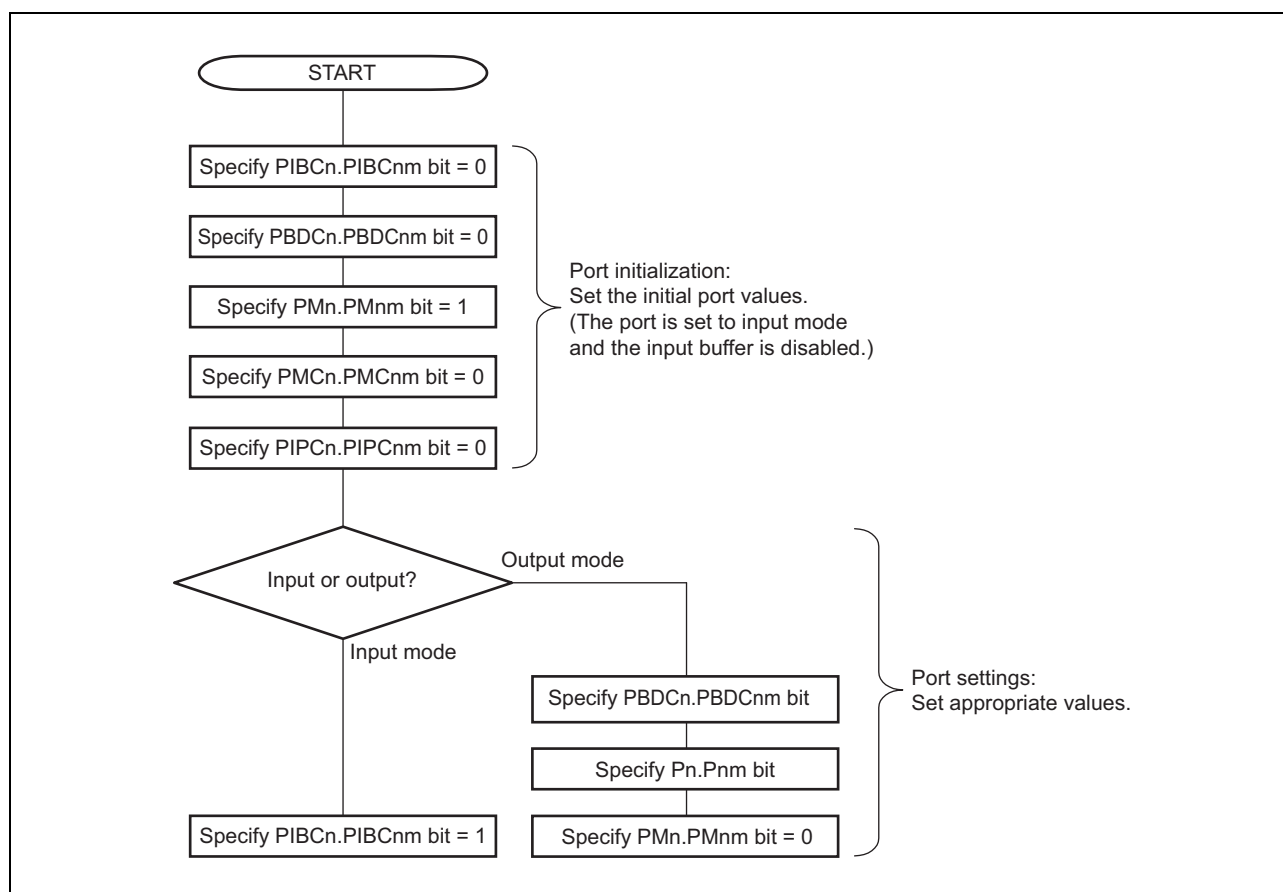 START
Specify PIBCn.PIBCnm bit = 0
Specify PBDCn.PBDCnm bit = 0
Specify PMn.PMnm bit = 1
Specify PMCn.PMCnm bit = 0
Specify PIPCn.PIPCnm bit = 0
Port initialization:
Set the initial port values.
(The port is set to input mode
and the input buffer is disabled.)
Input or output?
Output mode
Input mode
Specify PBDCn.PBDCnm bit
Specify Pn.Pnm bit
Specify PMn.PMnm bit = 0
Specify PIBCn.PIBCnm bit = 1
Port settings:
Set appropriate values.